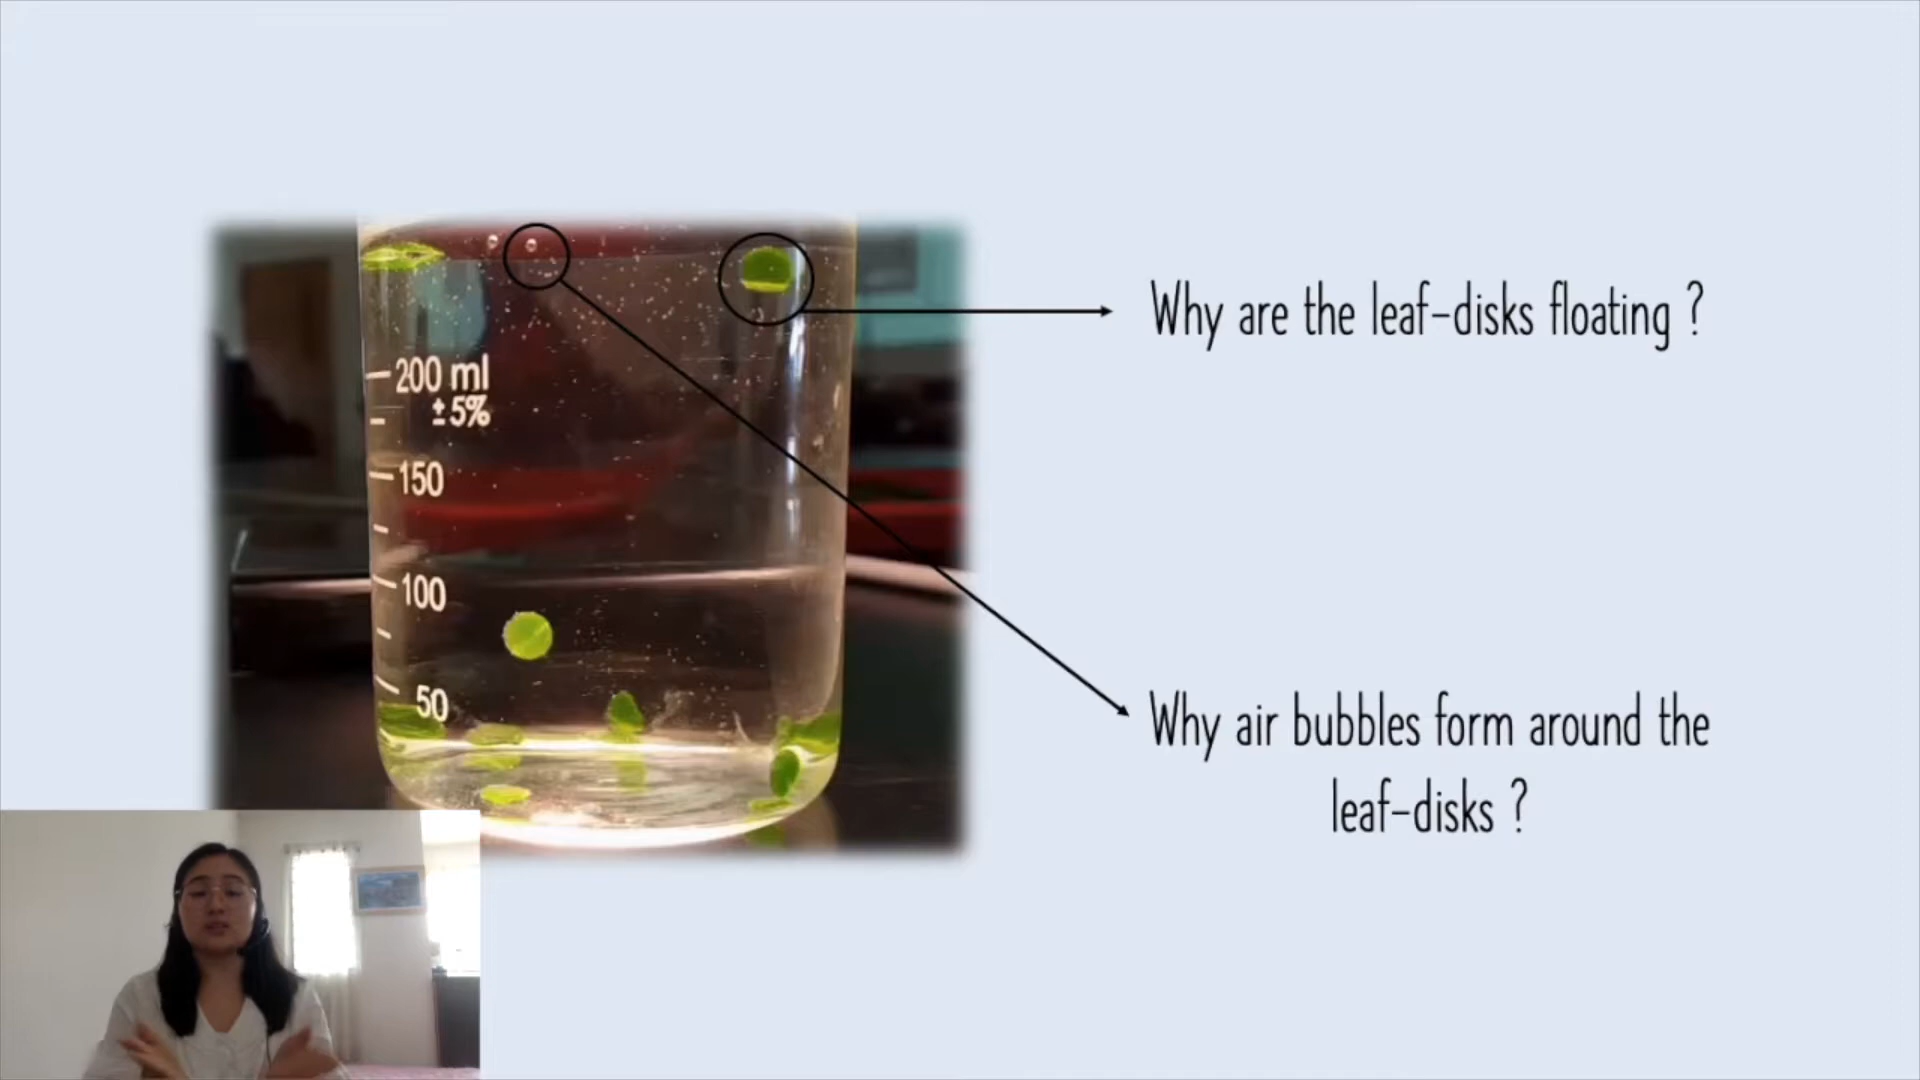 Why are the leaf-disks floating ?
200 ml
± 5%
150
100
50
Why air bubbles form around the
leaf-disks ?